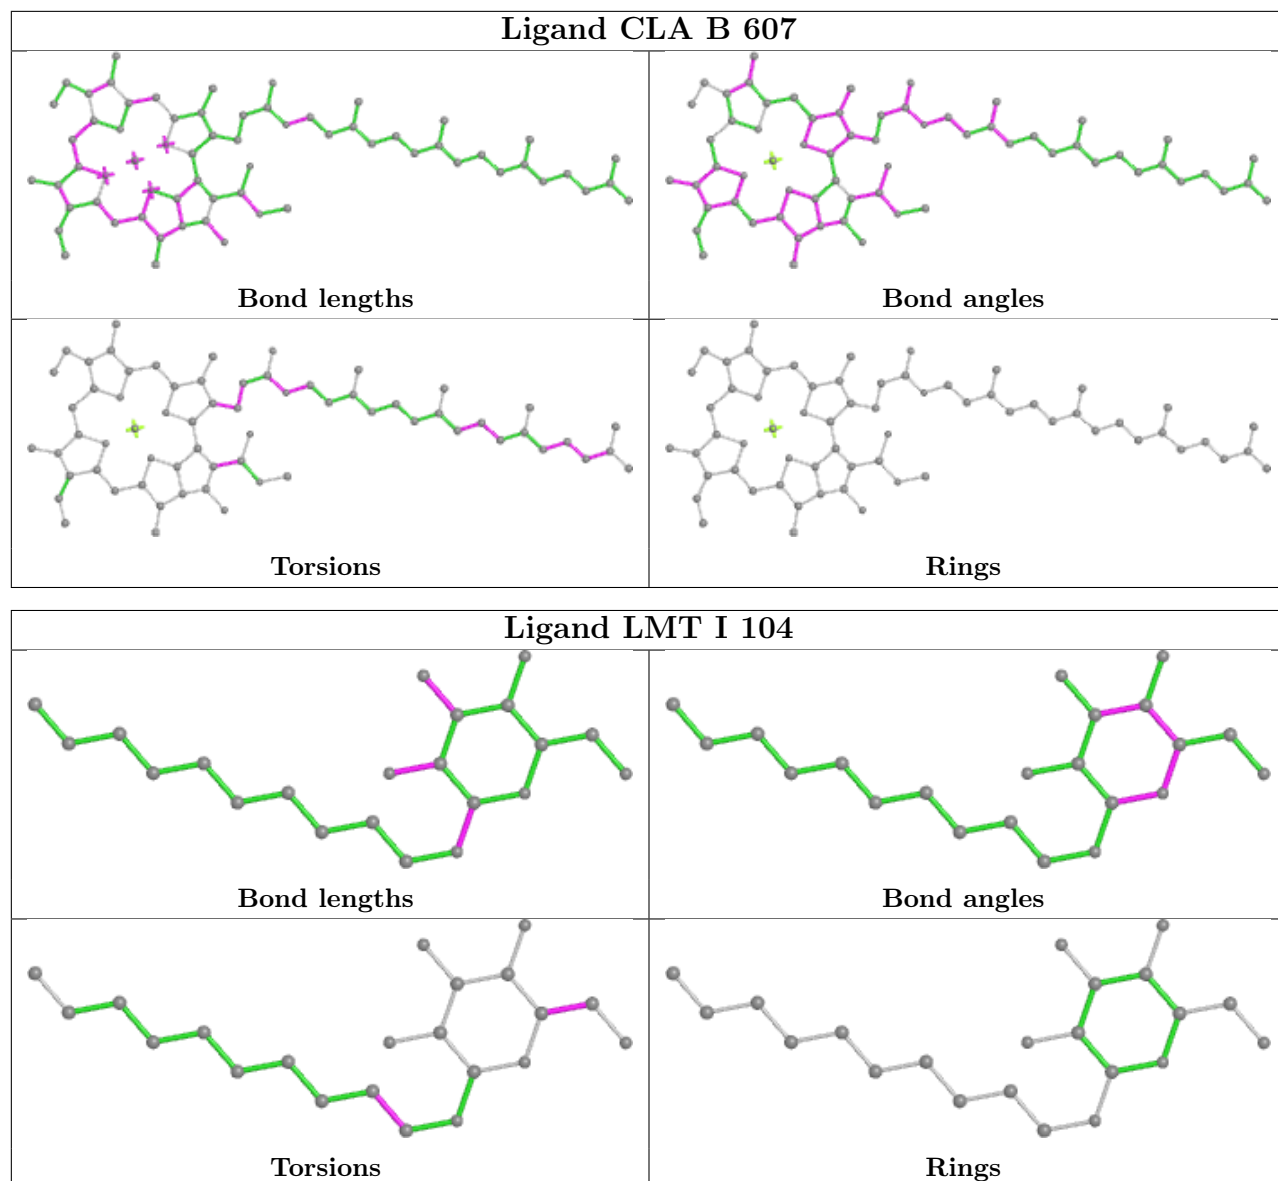 Ligand CLA B 607
Bond lengths
Bond angles
Torsions
Rings
Ligand LMT I 104
Bond lengths
Bond angles
Torsions
Rings